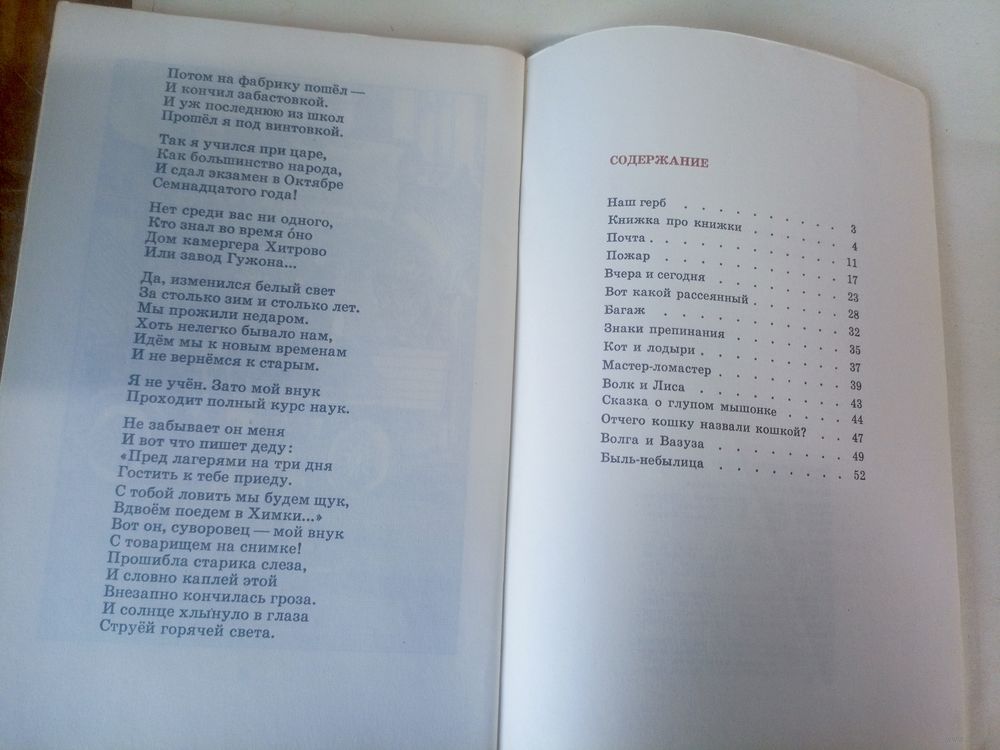 Потом на фабрику пошёл —
И кончил забастовкой.
И уж последнюю из школ
Прошёл я под винтовкой.
Так я учился при царе,
Как большинство народа,
И сдал экзамен в Октябре
Семнадцатого года!
Нет среди вас ни одного,
Кто знал во время о́но
Дом камергера Хитрово
Или завод Гужона...
Да, изменился белый свет
За столько зим и столько лет.
Мы прожили недаром.
Хоть нелегко бывало нам,
Идём мы к новым временам
И не вернёмся к старым.
Я не учён. Зато мой внук
Проходит полный курс наук.
Не забывает он меня
И вот что пишет деду:
«Пред лагерями на три дня
Гостить к тебе приеду.
С тобой ловить мы будем щук,
Вдвоём поедем в Химки...»
Вот он, суворовец — мой внук
С товарищем на снимке!
Прошибла старика слеза,
И словно каплей этой
Внезапно кончилась гроза.
И солнце хлынуло в глаза
Струёй горячей света.
СОДЕРЖАНИЕ
Наш герб . . . . . . . . . 3
Книжка про книжки . . . . . . 4
Почта . . . . . . . . . . 11
Пожар . . . . . . . . . . 17
Вчера и сегодня . . . . . . . 23
Вот какой рассеянный . . . . . 28
Багаж . . . . . . . . . . 32
Знаки препинания . . . . . . 35
Кот и лодыри . . . . . . . . 37
Мастер-ломастер . . . . . . . 39
Волк и Лиса . . . . . . . . 43
Сказка о глупом мышонке . . . . 44
Отчего кошку назвали кошкой? . . 47
Волга и Вазуза . . . . . . . 49
Быль-небылица . . . . . . . 52